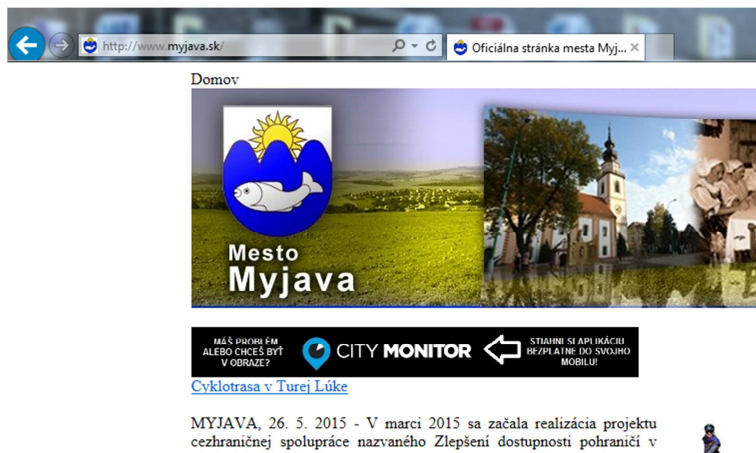 http://www.myjava.sk/
Oficiálna stránka mesta Myj...
Domov
Mesto
Myjava
MÁŠ PROBLÉM
ALEBO CHCEŠ BYŤ
V OBRAZE?
CITY MONITOR
STIAHNI SI APLIKÁCIU
BEZPLATNE DO SVOJHO
MOBILU!
Cyklotrasa v Turej Lúke
MYJAVA, 26. 5. 2015 - V marci 2015 sa začala realizácia projektu
cezhraničnej spolupráce nazvaného Zlepšení dostupnosti pohraničí v